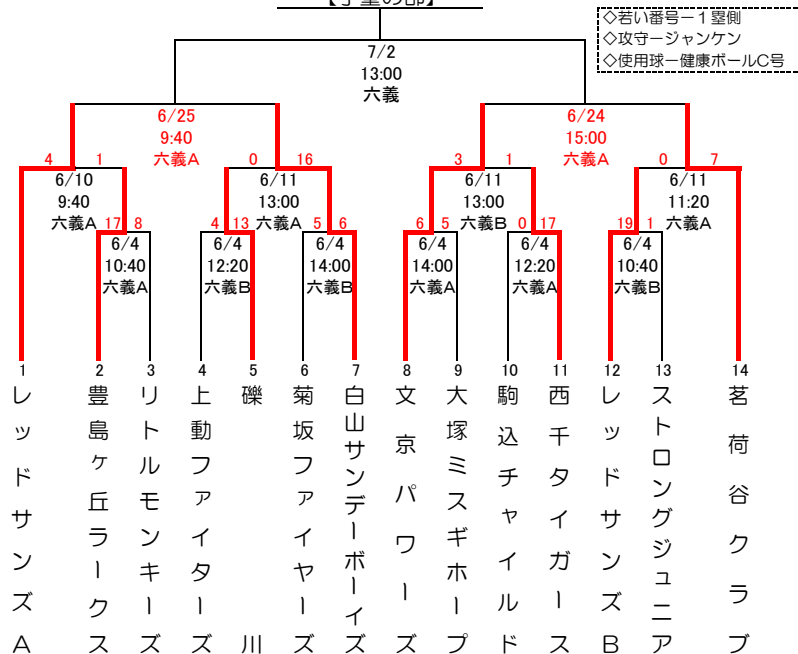 【学童の部】
◇若い番号－１塁側
◇攻守－ジャンケン
◇使用球－健康ボールC号
7/2
13:00
六義
6/25
9:40
六義A
6/24
15:00
六義A
4 1
6/10
9:40
六義A
0 16
6/11
13:00
六義A
3 1
6/11
13:00
六義B
0 7
6/11
11:20
六義A
17 8
6/4
10:40
六義A
4 13
6/4
12:20
六義B
5 6
6/4
14:00
六義B
6 5
6/4
14:00
六義A
0 17
6/4
12:20
六義A
19 1
6/4
10:40
六義B
1 レッドサンズA
2 豊島ヶ丘ラークス
3 リトルモンキーズ
4 上動ファイターズ
5 礫川
6 菊坂ファイヤーズ
7 白山サンデーボーイズ
8 文京パワーズ
9 大塚ミスギホープ
10 駒込チャイルド
11 西千タイガース
12 レッドサンズB
13 ストロングジュニア
14 茗荷谷クラブ